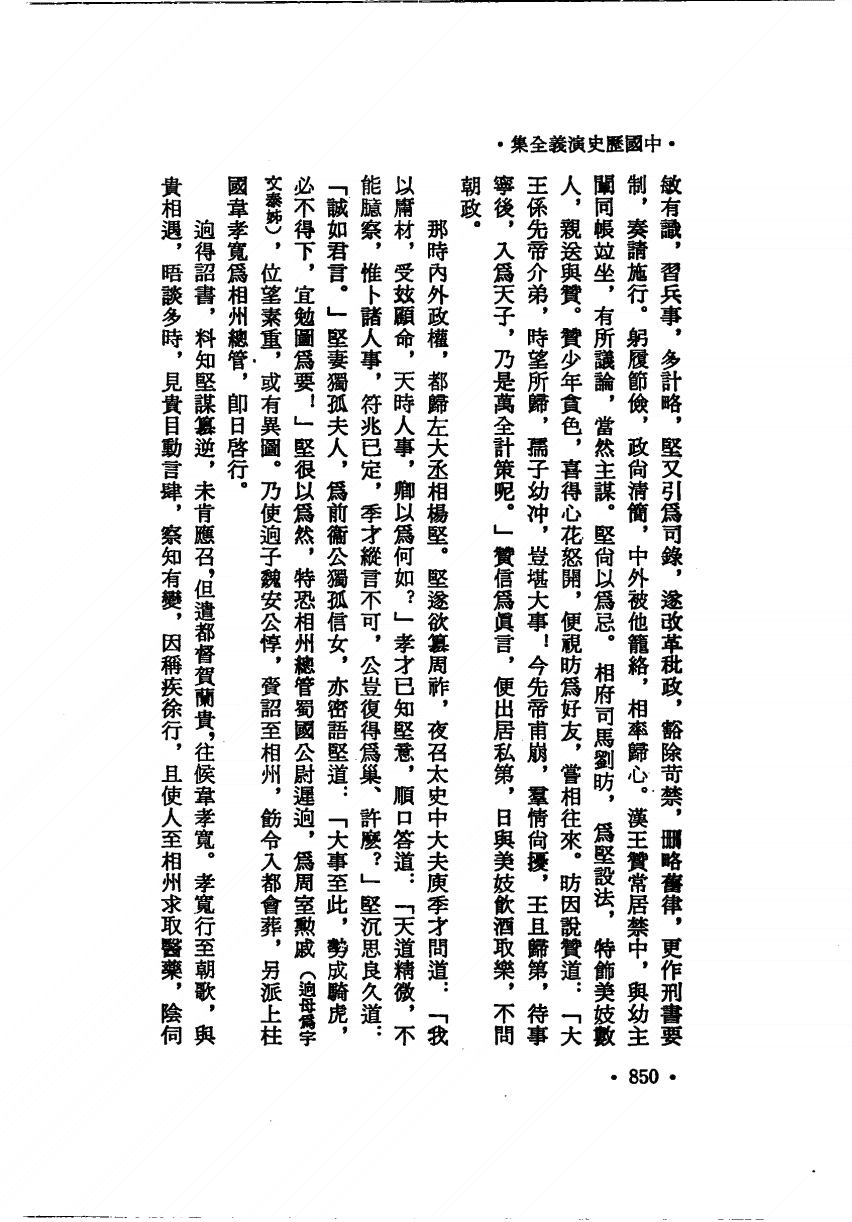 •中國歷史演義全集•
敏有識，習兵事，多計略，堅又引爲司錄，遂改革秕政，豁除苛禁，刪略舊律，更作刑書要
制，奏請施行。躬履節儉，政尙清簡，中外被他籠絡，相率歸心。漢王贊常居禁中，與幼主
闡同帳竝坐，有所議論，當然主謀。堅尙以爲忌。相府司馬劉昉，爲堅設法，特飾美妓數
人，親送與贊。贊少年貪色，喜得心花怒開，便視昉爲好友，嘗相往來。昉因說贊道：「大
王係先帝介弟，時望所歸，孺子幼冲，豈堪大事！今先帝甫崩，羣情尙擾，王且歸第，待事
寧後，入爲天子，乃是萬全計策呢。」贊信爲眞言，便出居私第，日與美妓飲酒取樂，不問
朝政。
那時內外政權，都歸左大丞相楊堅。堅遂欲篡周祚，夜召太史中大夫庾季才問道：「我
以庸材，受玆顧命，天時人事，卿以爲何如？」季才已知堅意，順口答道：「天道精微，不
能臆察，惟卜諸人事，符兆已定，季才縱言不可，公豈復得爲巢、許麼？」堅沉思良久道：
「誠如君言。」堅妻獨孤夫人，爲前衞公獨孤信女，亦密語堅道：「大事至此，勢成騎虎，
必不得下，宜勉圖爲要！」堅很以爲然，特恐相州總管蜀國公尉遲逈，爲周室勳戚（逈母爲宇
文泰姊），位望素重，或有異圖。乃使逈子魏安公惇，賫詔至相州，飭令入都會葬，另派上柱
國韋孝寬爲相州總管，卽日啓行。
逈得詔書，料知堅謀篡逆，未肯應召，但遣都督賀蘭貴，往候韋孝寬。孝寬行至朝歌，與
貴相遇，晤談多時，見貴目動言肆，察知有變，因稱疾徐行，且使人至相州求取醫藥，陰伺
•850•